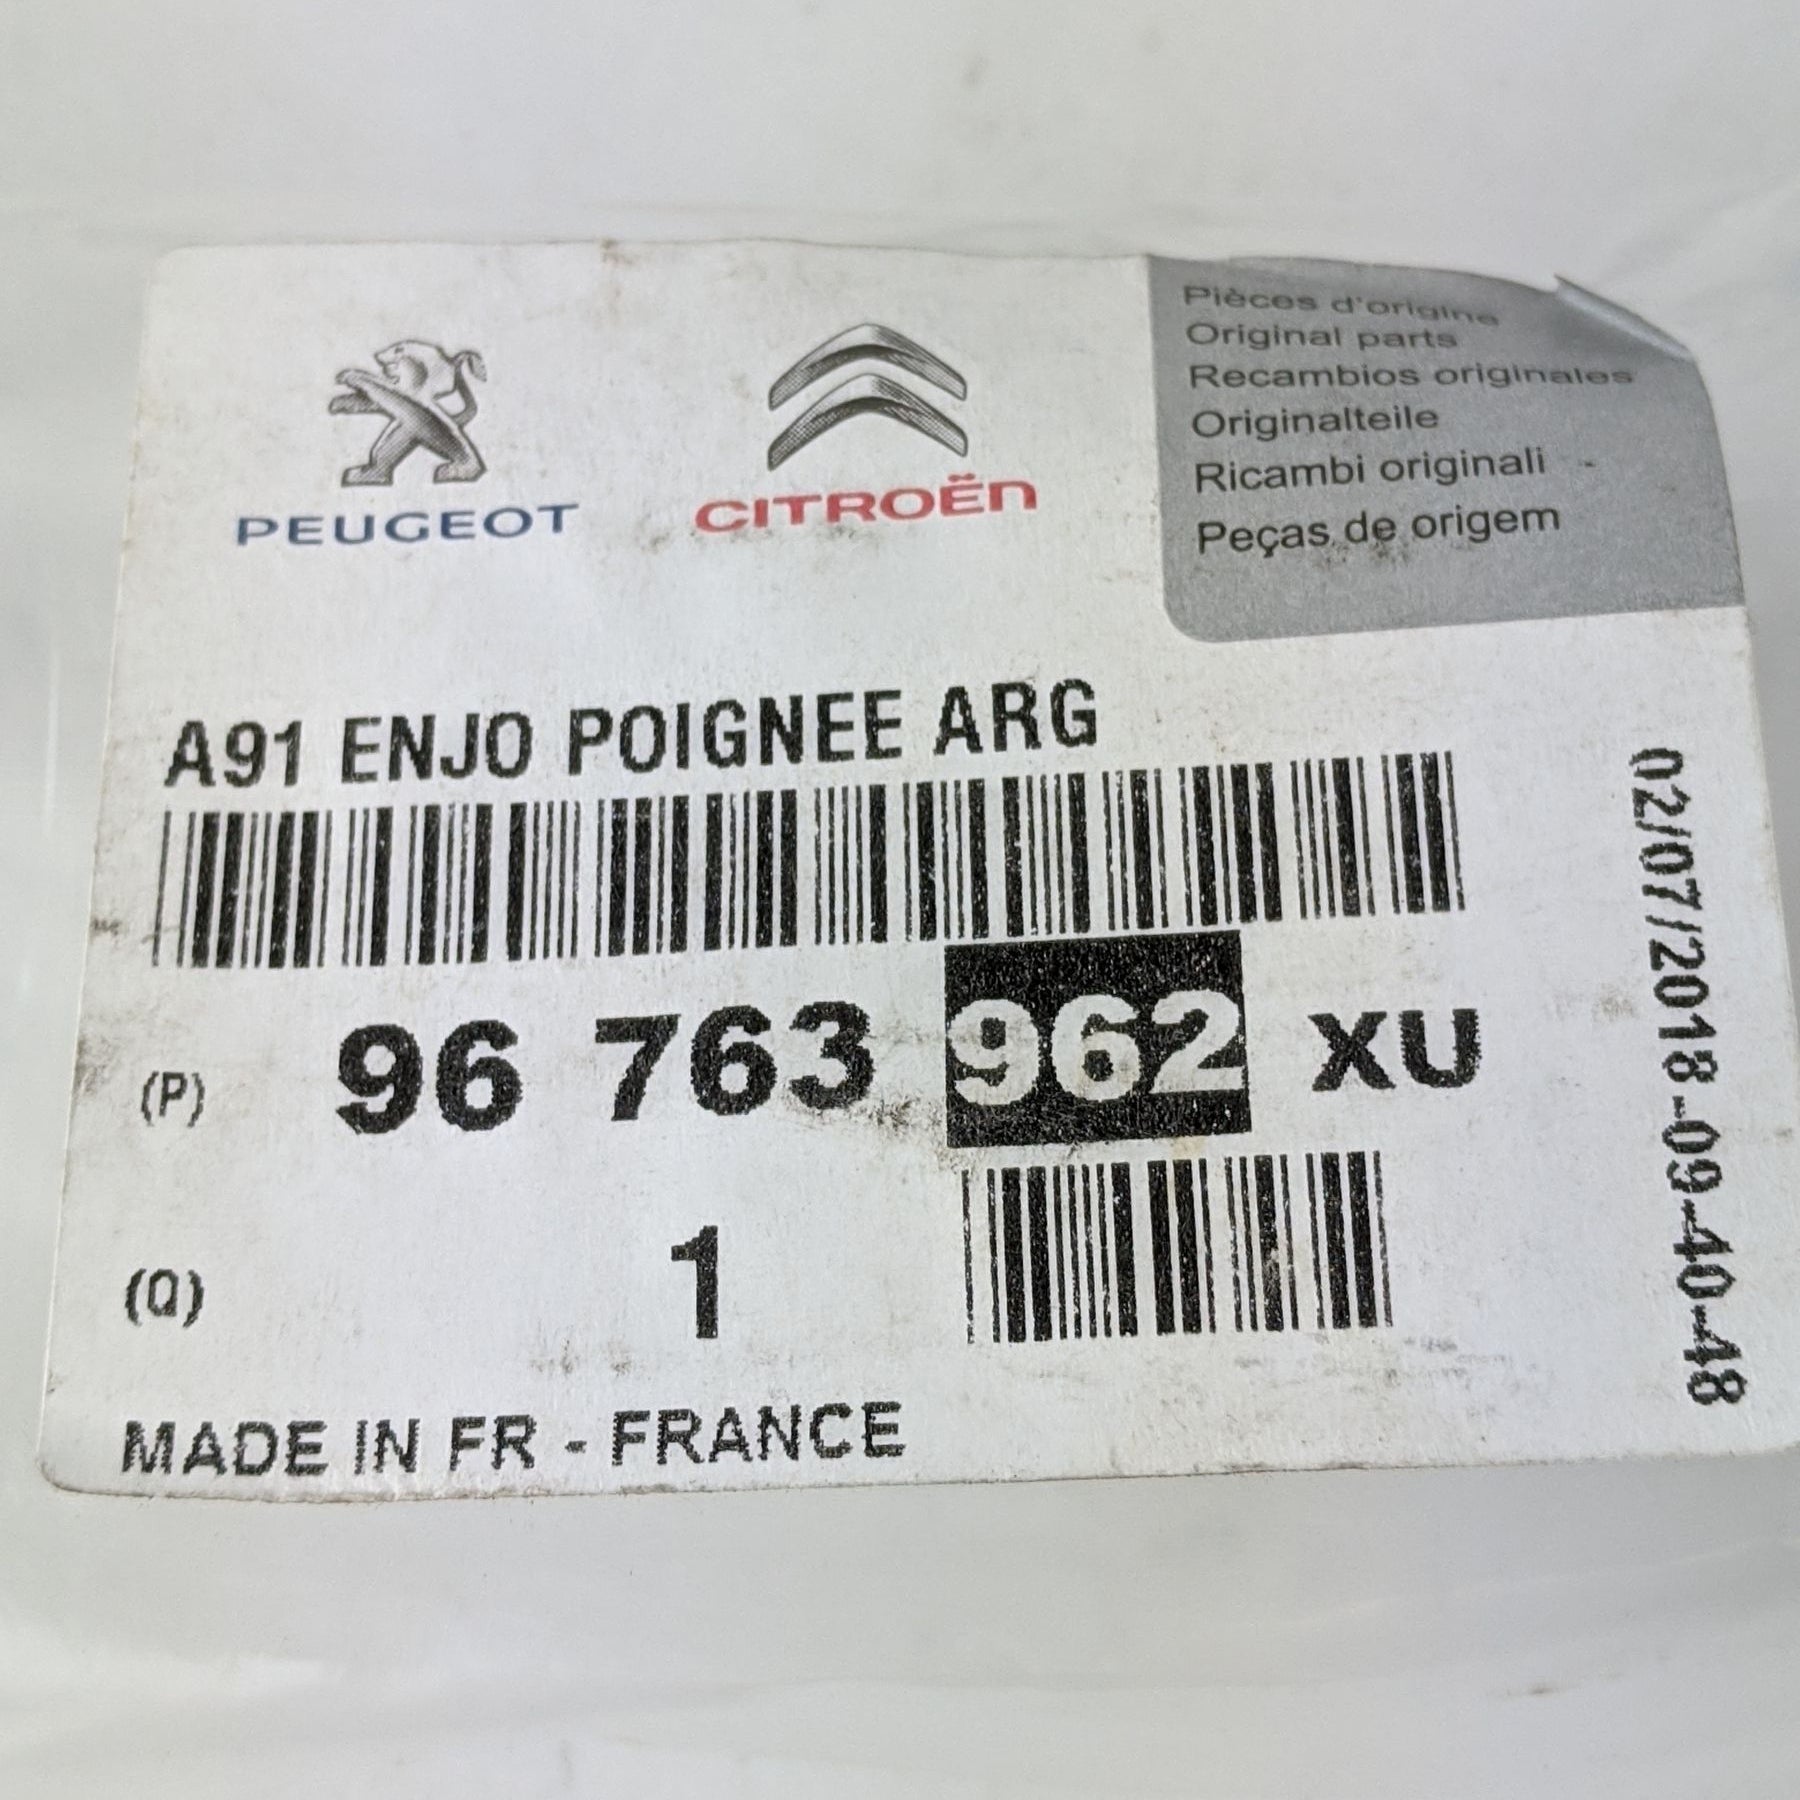 PEUGEOT
CITROËN
Pièces d'origine
Original parts
Recambios originales
Originalteile
Ricambi originali
Peças de origem
A91 ENJO POIGNEE ARG
(P) 96 763 962 XU
(Q) 1
MADE IN FR - FRANCE
02/07/2018-09-40-48